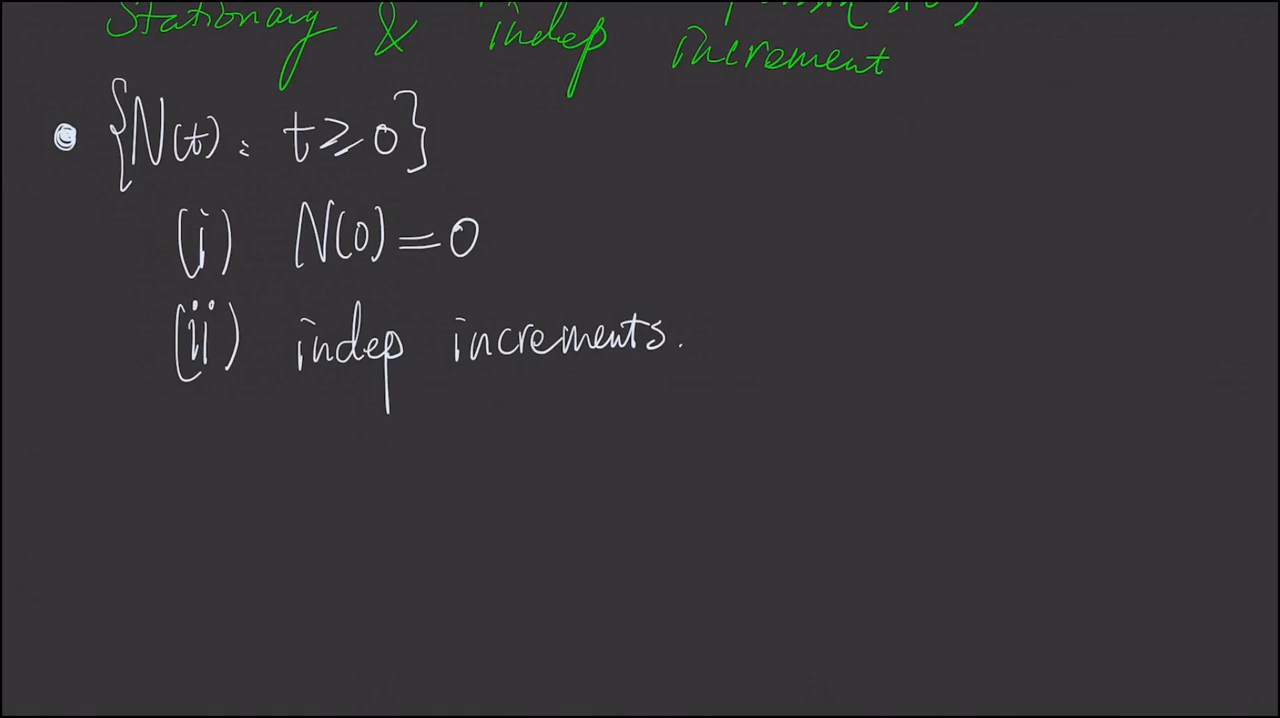 Stationary & indep increment
{N(t): t≥0}
(i) N(0)=0
(ii) indep increments.